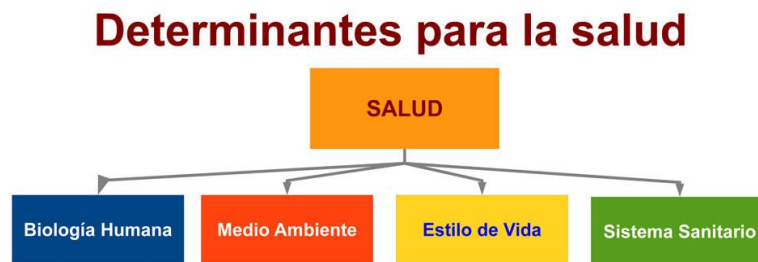 Determinantes para la salud
SALUD
Biología Humana
Medio Ambiente
Estilo de Vida
Sistema Sanitario